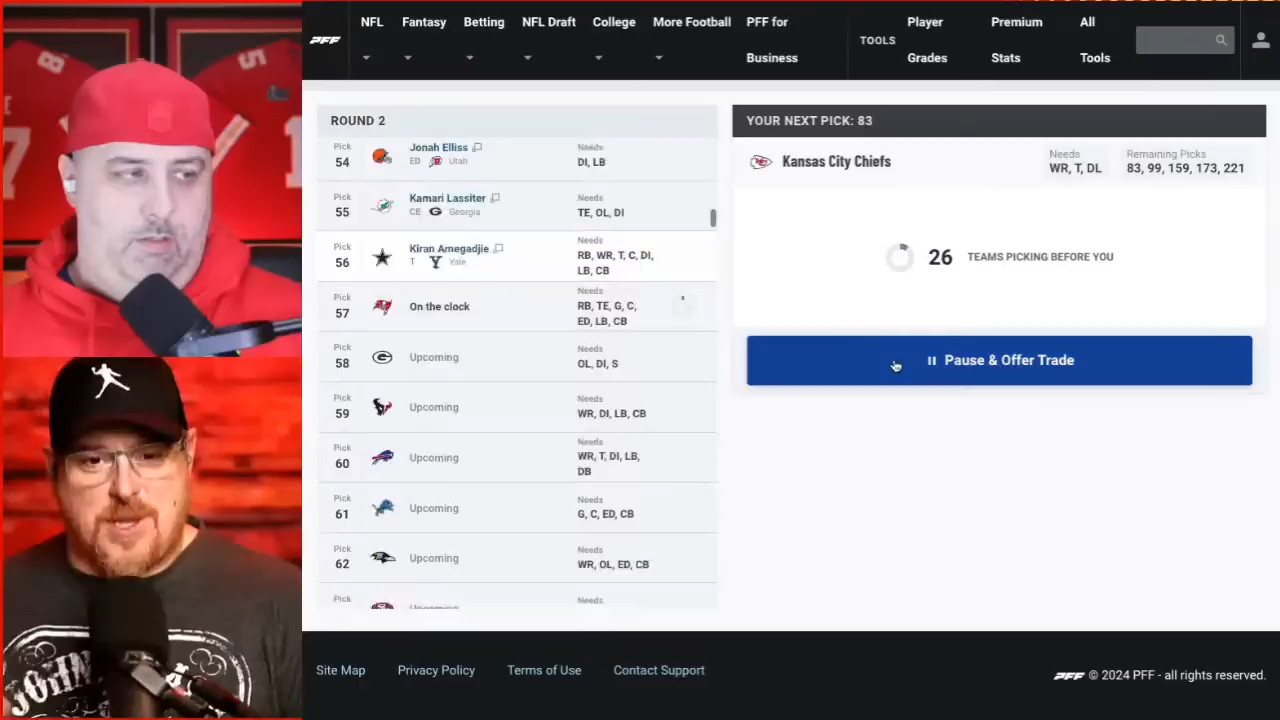 PFF
NFL
Fantasy
Betting
NFL Draft
College
More Football
PFF for
Business
TOOLS
Player
Grades
Premium
Stats
All
Tools
ROUND 2
Pick
54
Jonah Elliss
ED Utah
Needs
DI, LB
Pick
55
Kamari Lassiter
CB G Georgia
Needs
TE, OL, DI
Pick
56
Kiran Amegadjie
T Y Yale
Needs
RB, WR, T, C, DI,
LB, CB
Pick
57
On the clock
Needs
RB, TE, G, C,
ED, LB, CB
Pick
58
Upcoming
Needs
OL, DI, S
Pick
59
Upcoming
Needs
WR, DI, LB, CB
Pick
60
Upcoming
Needs
WR, T, DI, LB,
DB
Pick
61
Upcoming
Needs
G, C, ED, CB
Pick
62
Upcoming
Needs
WR, OL, ED, CB
Pick
Upcoming
Needs
YOUR NEXT PICK: 83
Kansas City Chiefs
Needs
WR, T, DL
Remaining Picks
83, 99, 159, 173, 221
26 TEAMS PICKING BEFORE YOU
Pause & Offer Trade
Site Map
Privacy Policy
Terms of Use
Contact Support
PFF © 2024 PFF - all rights reserved.